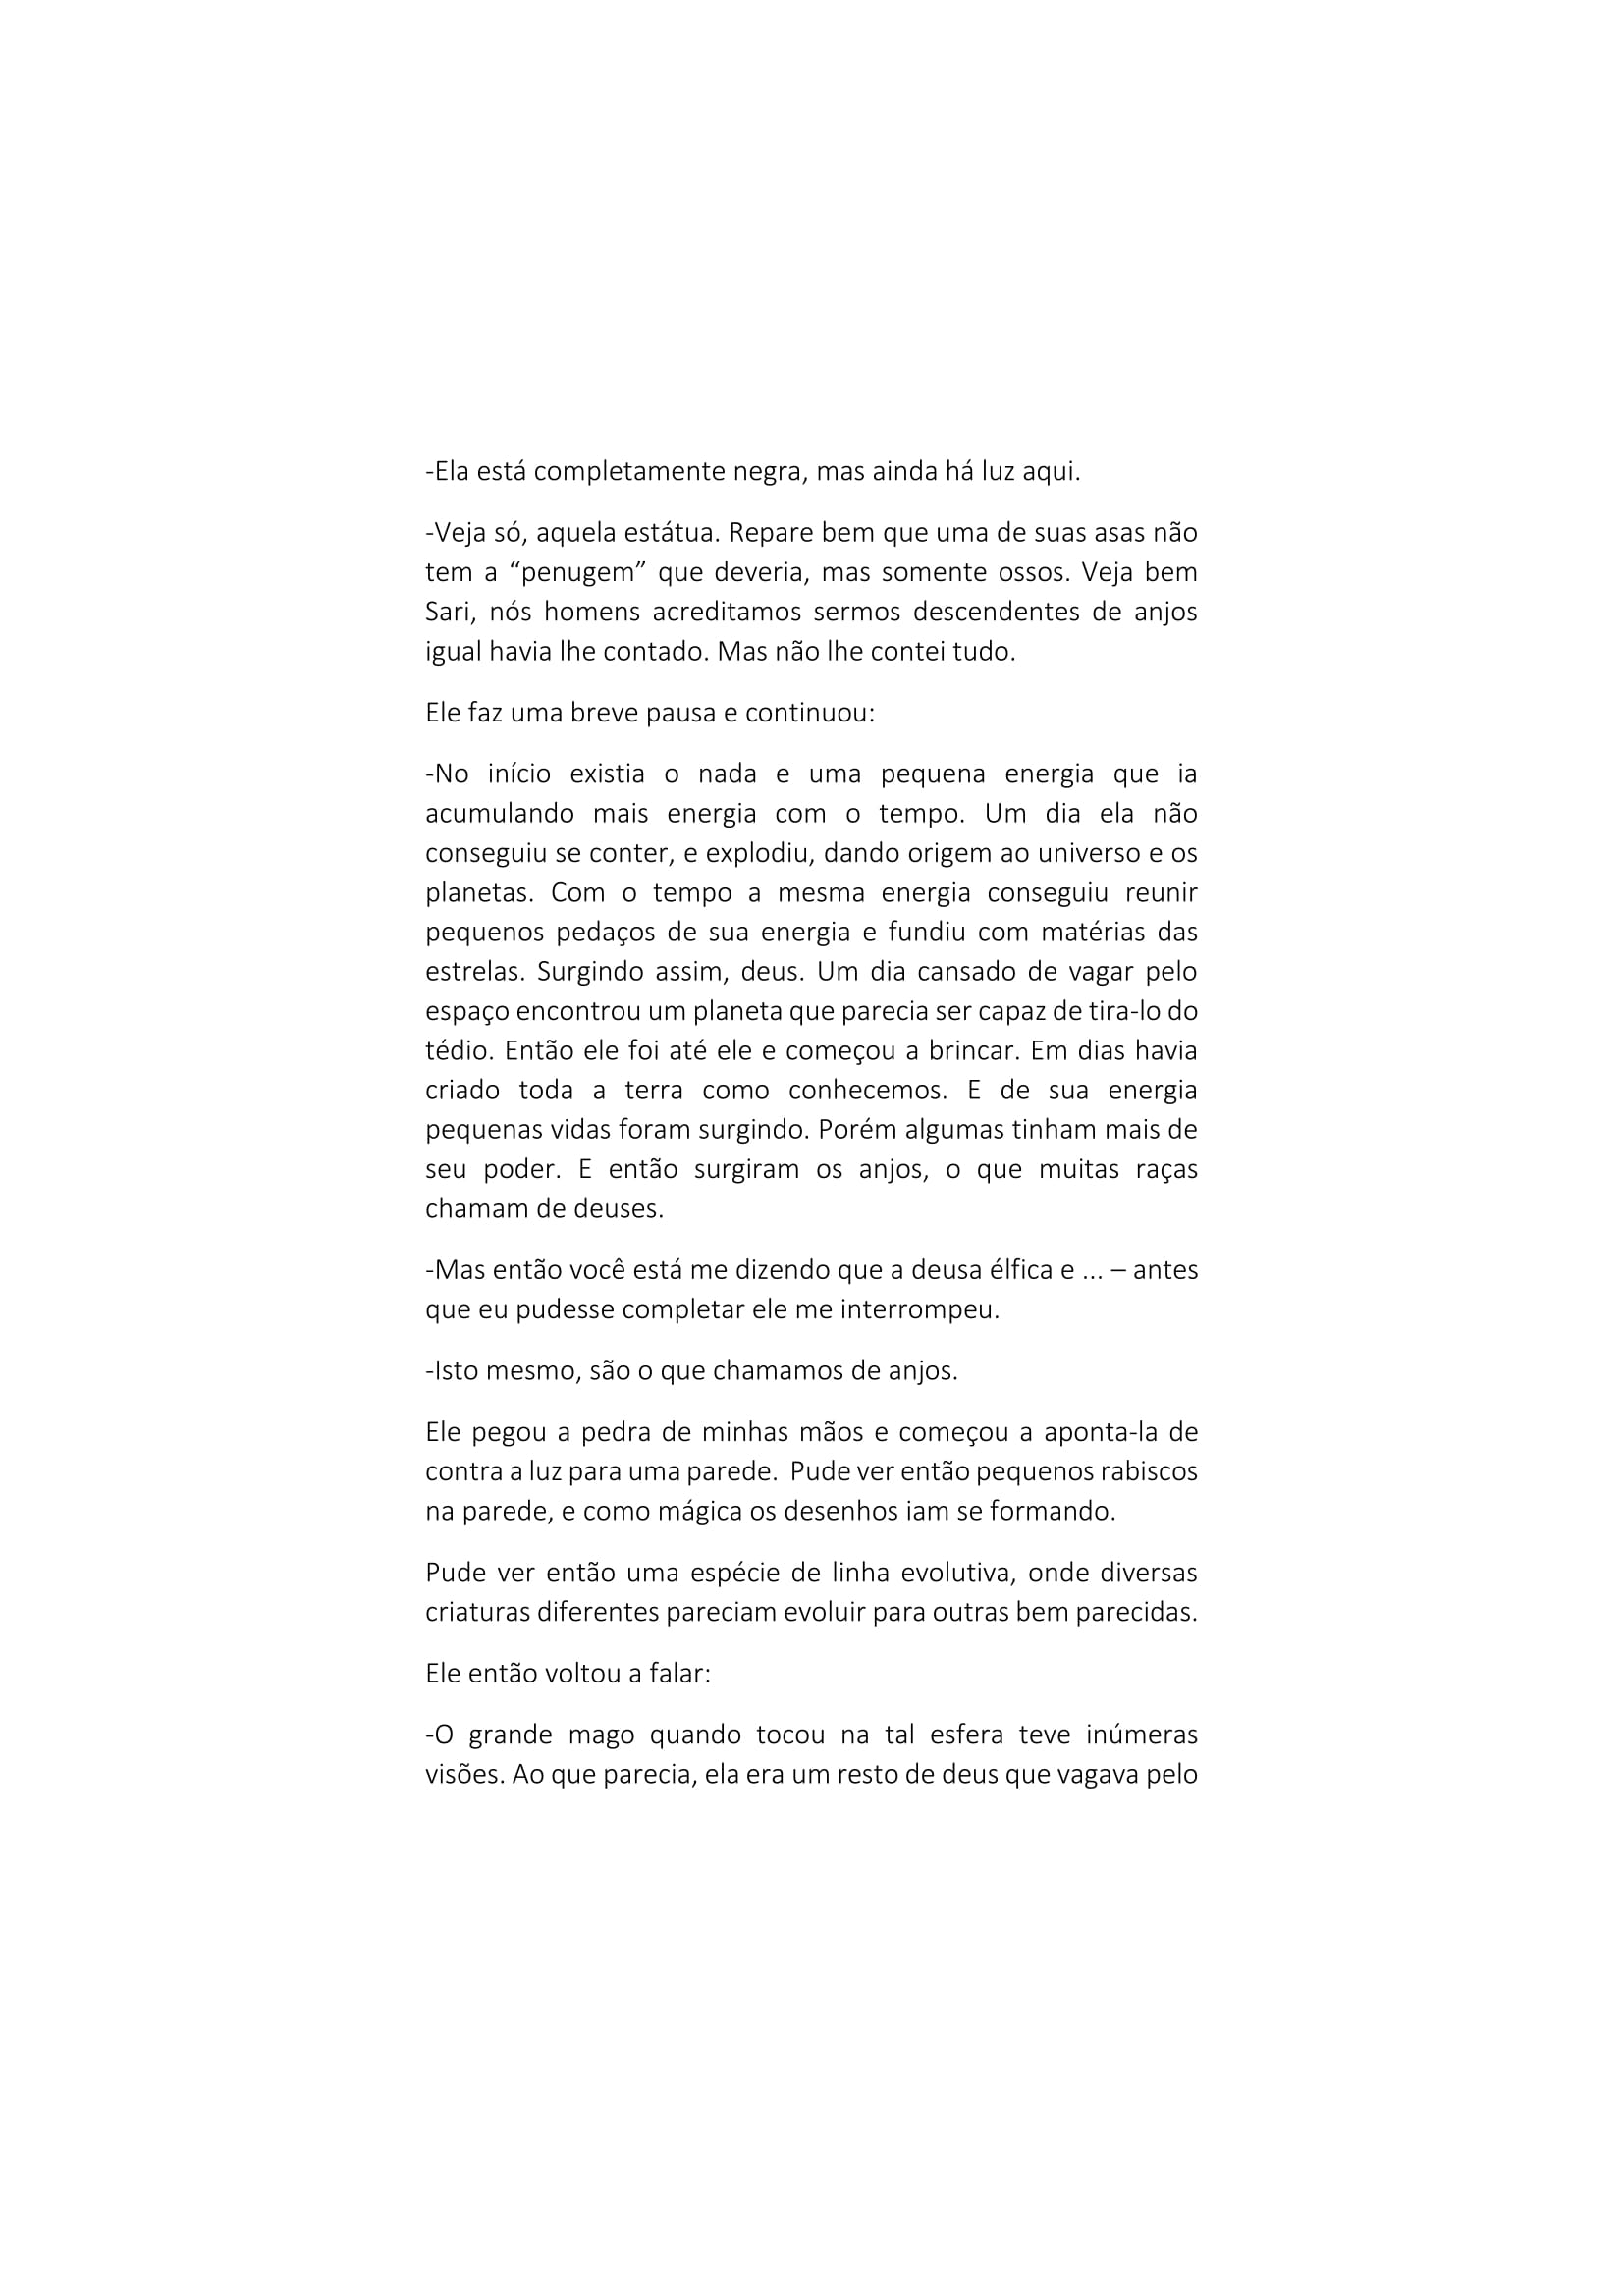 -Ela está completamente negra, mas ainda há luz aqui.
-Veja só, aquela estátua. Repare bem que uma de suas asas não
tem a “penugem” que deveria, mas somente ossos. Veja bem
Sari, nós homens acreditamos sermos descendentes de anjos
igual havia lhe contado. Mas não lhe contei tudo.
Ele faz uma breve pausa e continuou:
-No início existia o nada e uma pequena energia que ia
acumulando mais energia com o tempo. Um dia ela não
conseguiu se conter, e explodiu, dando origem ao universo e os
planetas. Com o tempo a mesma energia conseguiu reunir
pequenos pedaços de sua energia e fundiu com matérias das
estrelas. Surgindo assim, deus. Um dia cansado de vagar pelo
espaço encontrou um planeta que parecia ser capaz de tira-lo do
tédio. Então ele foi até ele e começou a brincar. Em dias havia
criado toda a terra como conhecemos. E de sua energia
pequenas vidas foram surgindo. Porém algumas tinham mais de
seu poder. E então surgiram os anjos, o que muitas raças
chamam de deuses.
-Mas então você está me dizendo que a deusa élfica e ... – antes
que eu pudesse completar ele me interrompeu.
-Isto mesmo, são o que chamamos de anjos.
Ele pegou a pedra de minhas mãos e começou a aponta-la de
contra a luz para uma parede.  Pude ver então pequenos rabiscos
na parede, e como mágica os desenhos iam se formando.
Pude ver então uma espécie de linha evolutiva, onde diversas
criaturas diferentes pareciam evoluir para outras bem parecidas.
Ele então voltou a falar:
-O grande mago quando tocou na tal esfera teve inúmeras
visões. Ao que parecia, ela era um resto de deus que vagava pelo